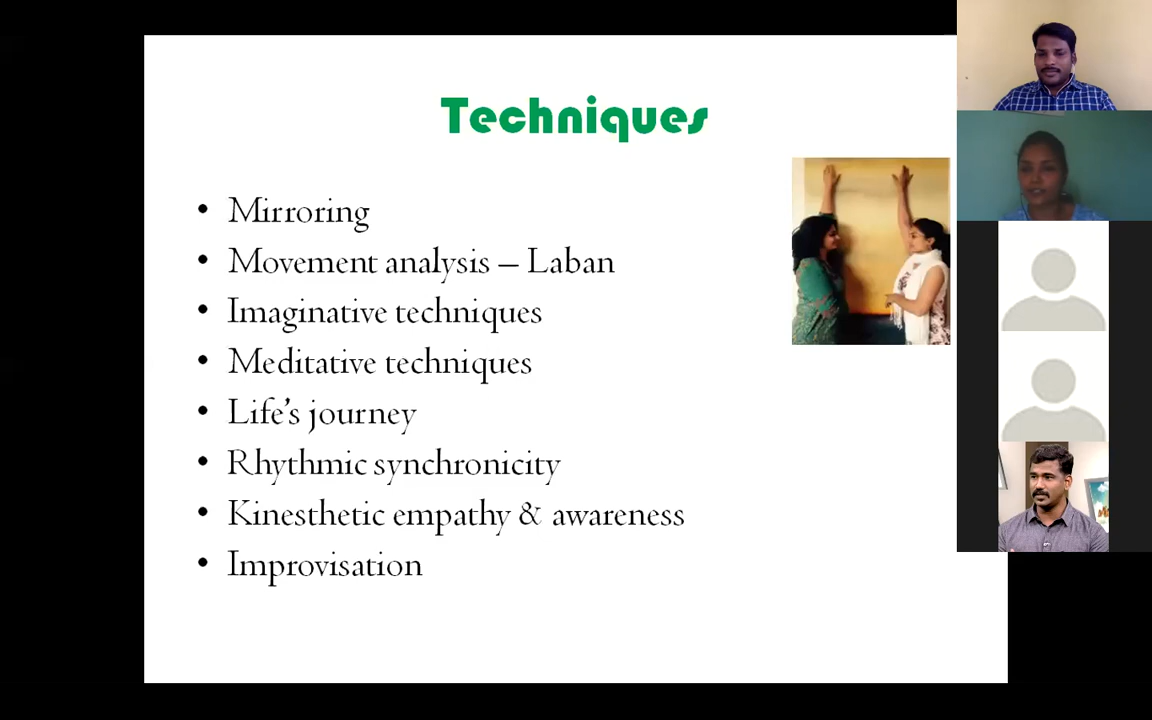 Techniques
• Mirroring
• Movement analysis – Laban
• Imaginative techniques
• Meditative techniques
• Life's journey
• Rhythmic synchronicity
• Kinesthetic empathy & awareness
• Improvisation